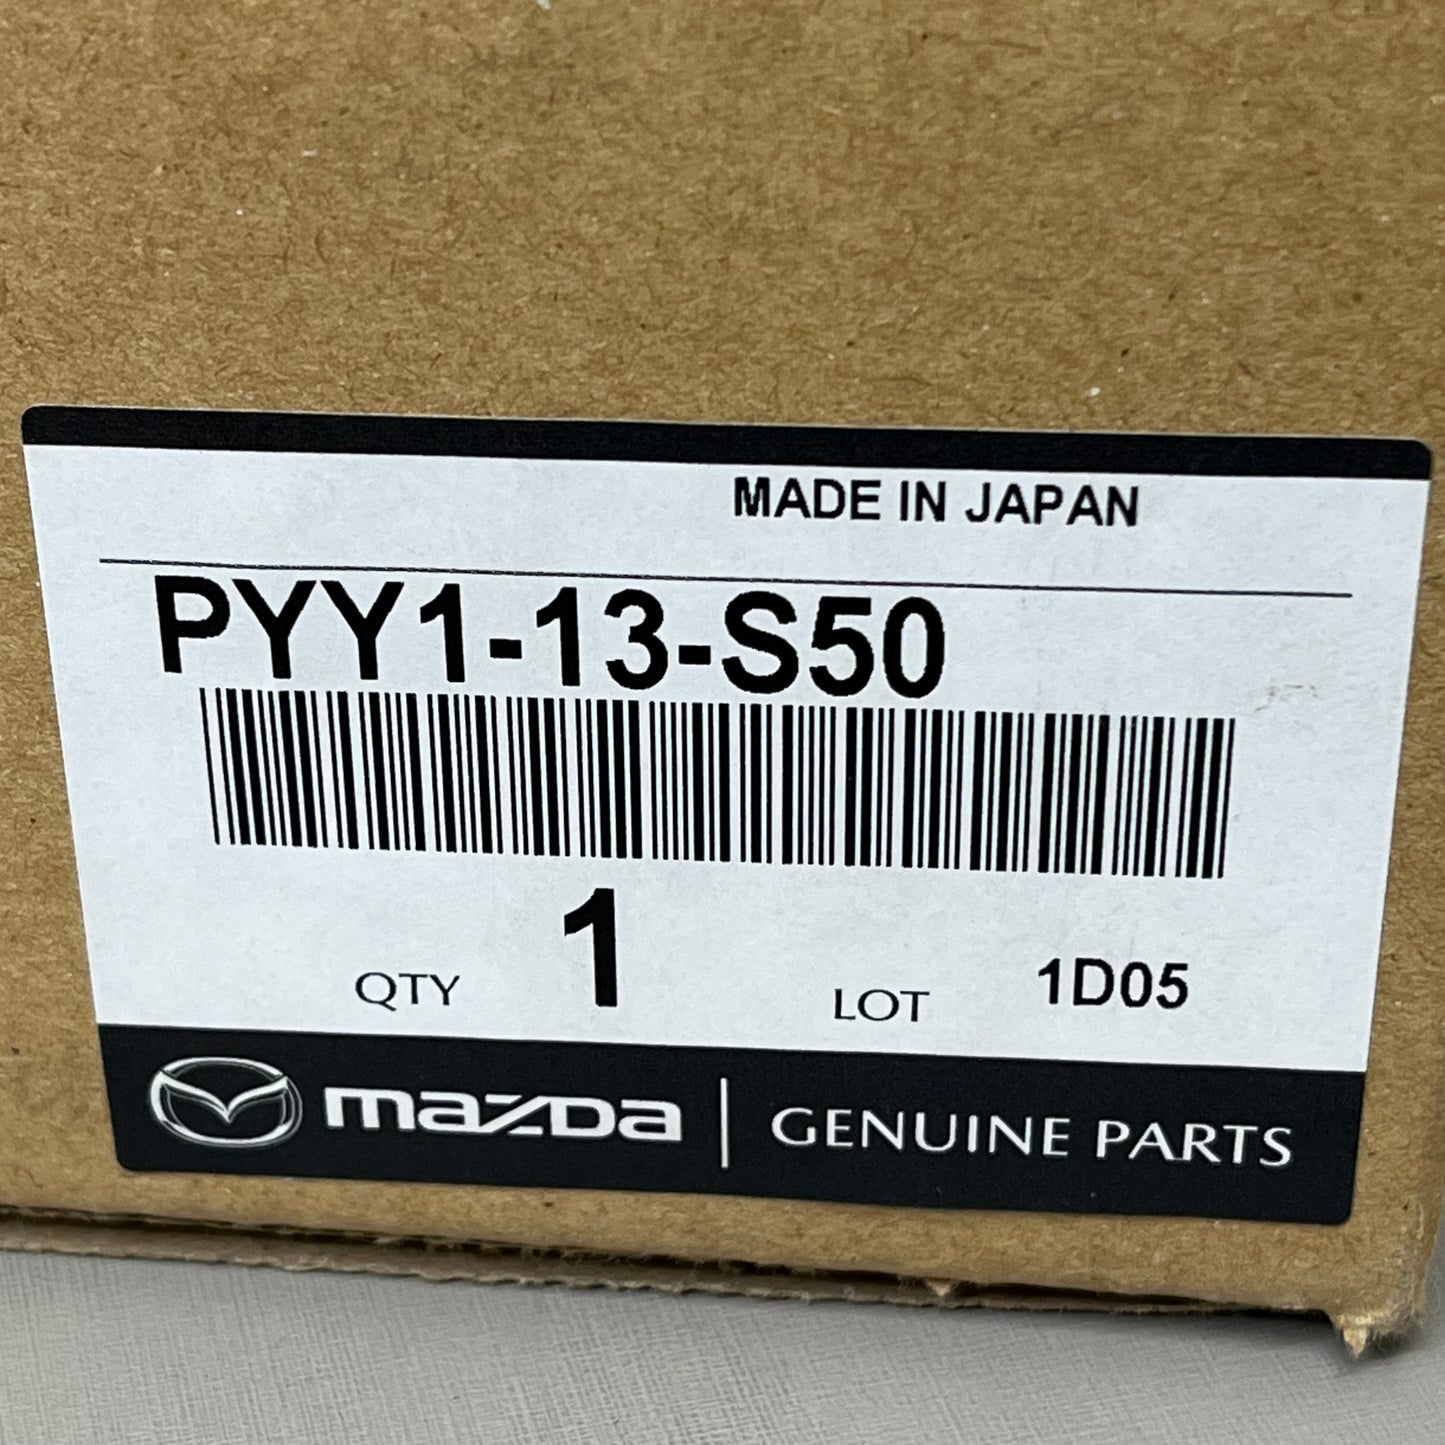 MADE IN JAPAN
PYY1-13-S50
QTY 1 LOT 1D05
mazda | GENUINE PARTS